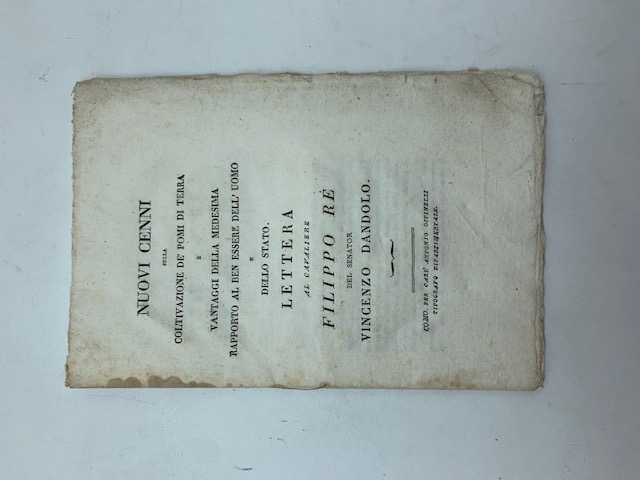 NUOVI CENNI
SULLA
COLTIVAZIONE DE' POMI DI TERRA
E
VANTAGGI DELLA MEDESIMA
RAPPORTO AL BEN ESSERE DELL' UOMO
E
DELLO STATO.
LETTERA
AL CAVALIERE
FILIPPO RÈ
DEL SENATOR
VINCENZO DANDOLO.
COMO, PER CARL' ANTONIO OSTINELLI
TIPOGRAFO DIPARTIMENTALE.